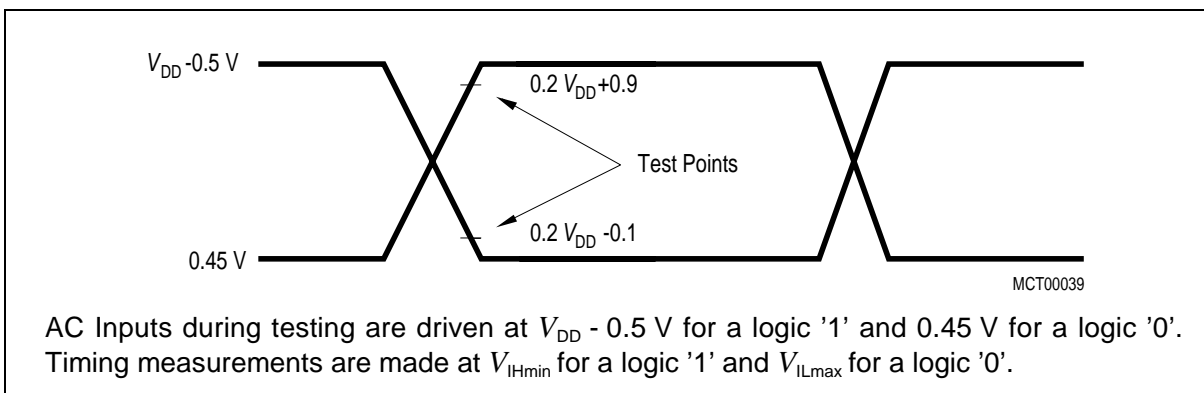 VDD -0.5 V
0.2 VDD+0.9
Test Points
0.2 VDD -0.1
0.45 V
MCT00039
AC Inputs during testing are driven at VDD - 0.5 V for a logic ’1’ and 0.45 V for a logic ’0’.
Timing measurements are made at VIHmin for a logic ’1’ and VILmax for a logic ’0’.